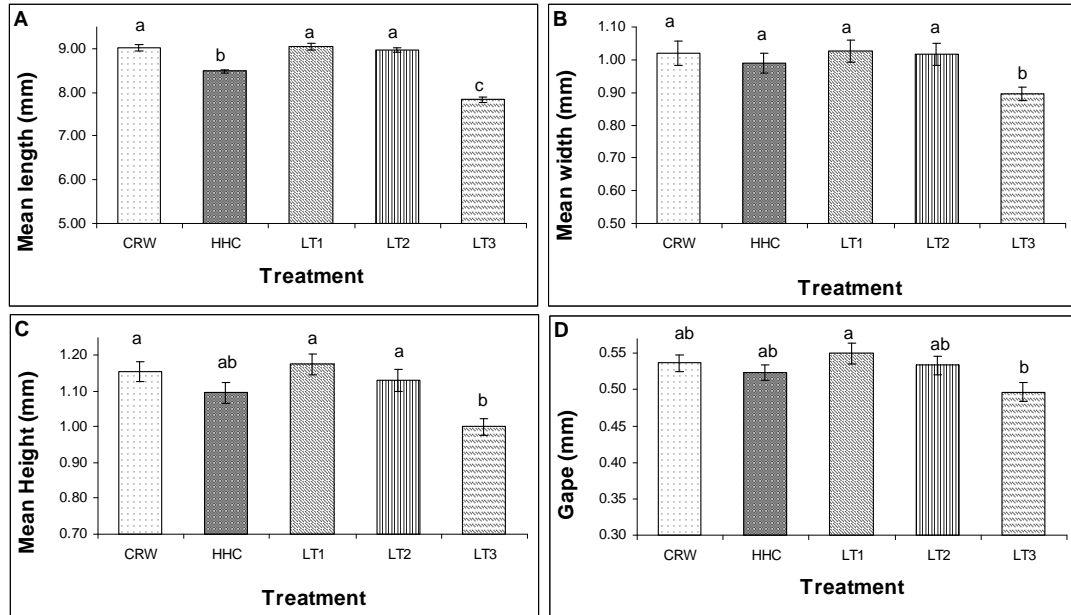 A
Mean length (mm)
10.00
9.00
8.00
7.00
6.00
5.00
a
b
a
a
c
CRW
HHC
LT1
LT2
LT3
Treatment
B
Mean width (mm)
1.10
1.00
0.90
0.80
0.70
0.60
0.50
a
a
a
a
b
CRW
HHC
LT1
LT2
LT3
Treatment
C
Mean Height (mm)
1.20
1.10
1.00
0.90
0.80
0.70
a
ab
a
a
b
CRW
HHC
LT1
LT2
LT3
Treatment
D
Gape (mm)
0.55
0.50
0.45
0.40
0.35
0.30
ab
ab
a
ab
b
CRW
HHC
LT1
LT2
LT3
Treatment